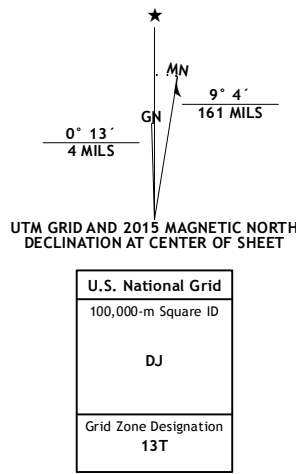 MN
GN
9° 4´
161 MILS
0° 13´
4 MILS
UTM GRID AND 2015 MAGNETIC NORTH
DECLINATION AT CENTER OF SHEET
U.S. National Grid
100,000-m Square ID
DJ
Grid Zone Designation
13T